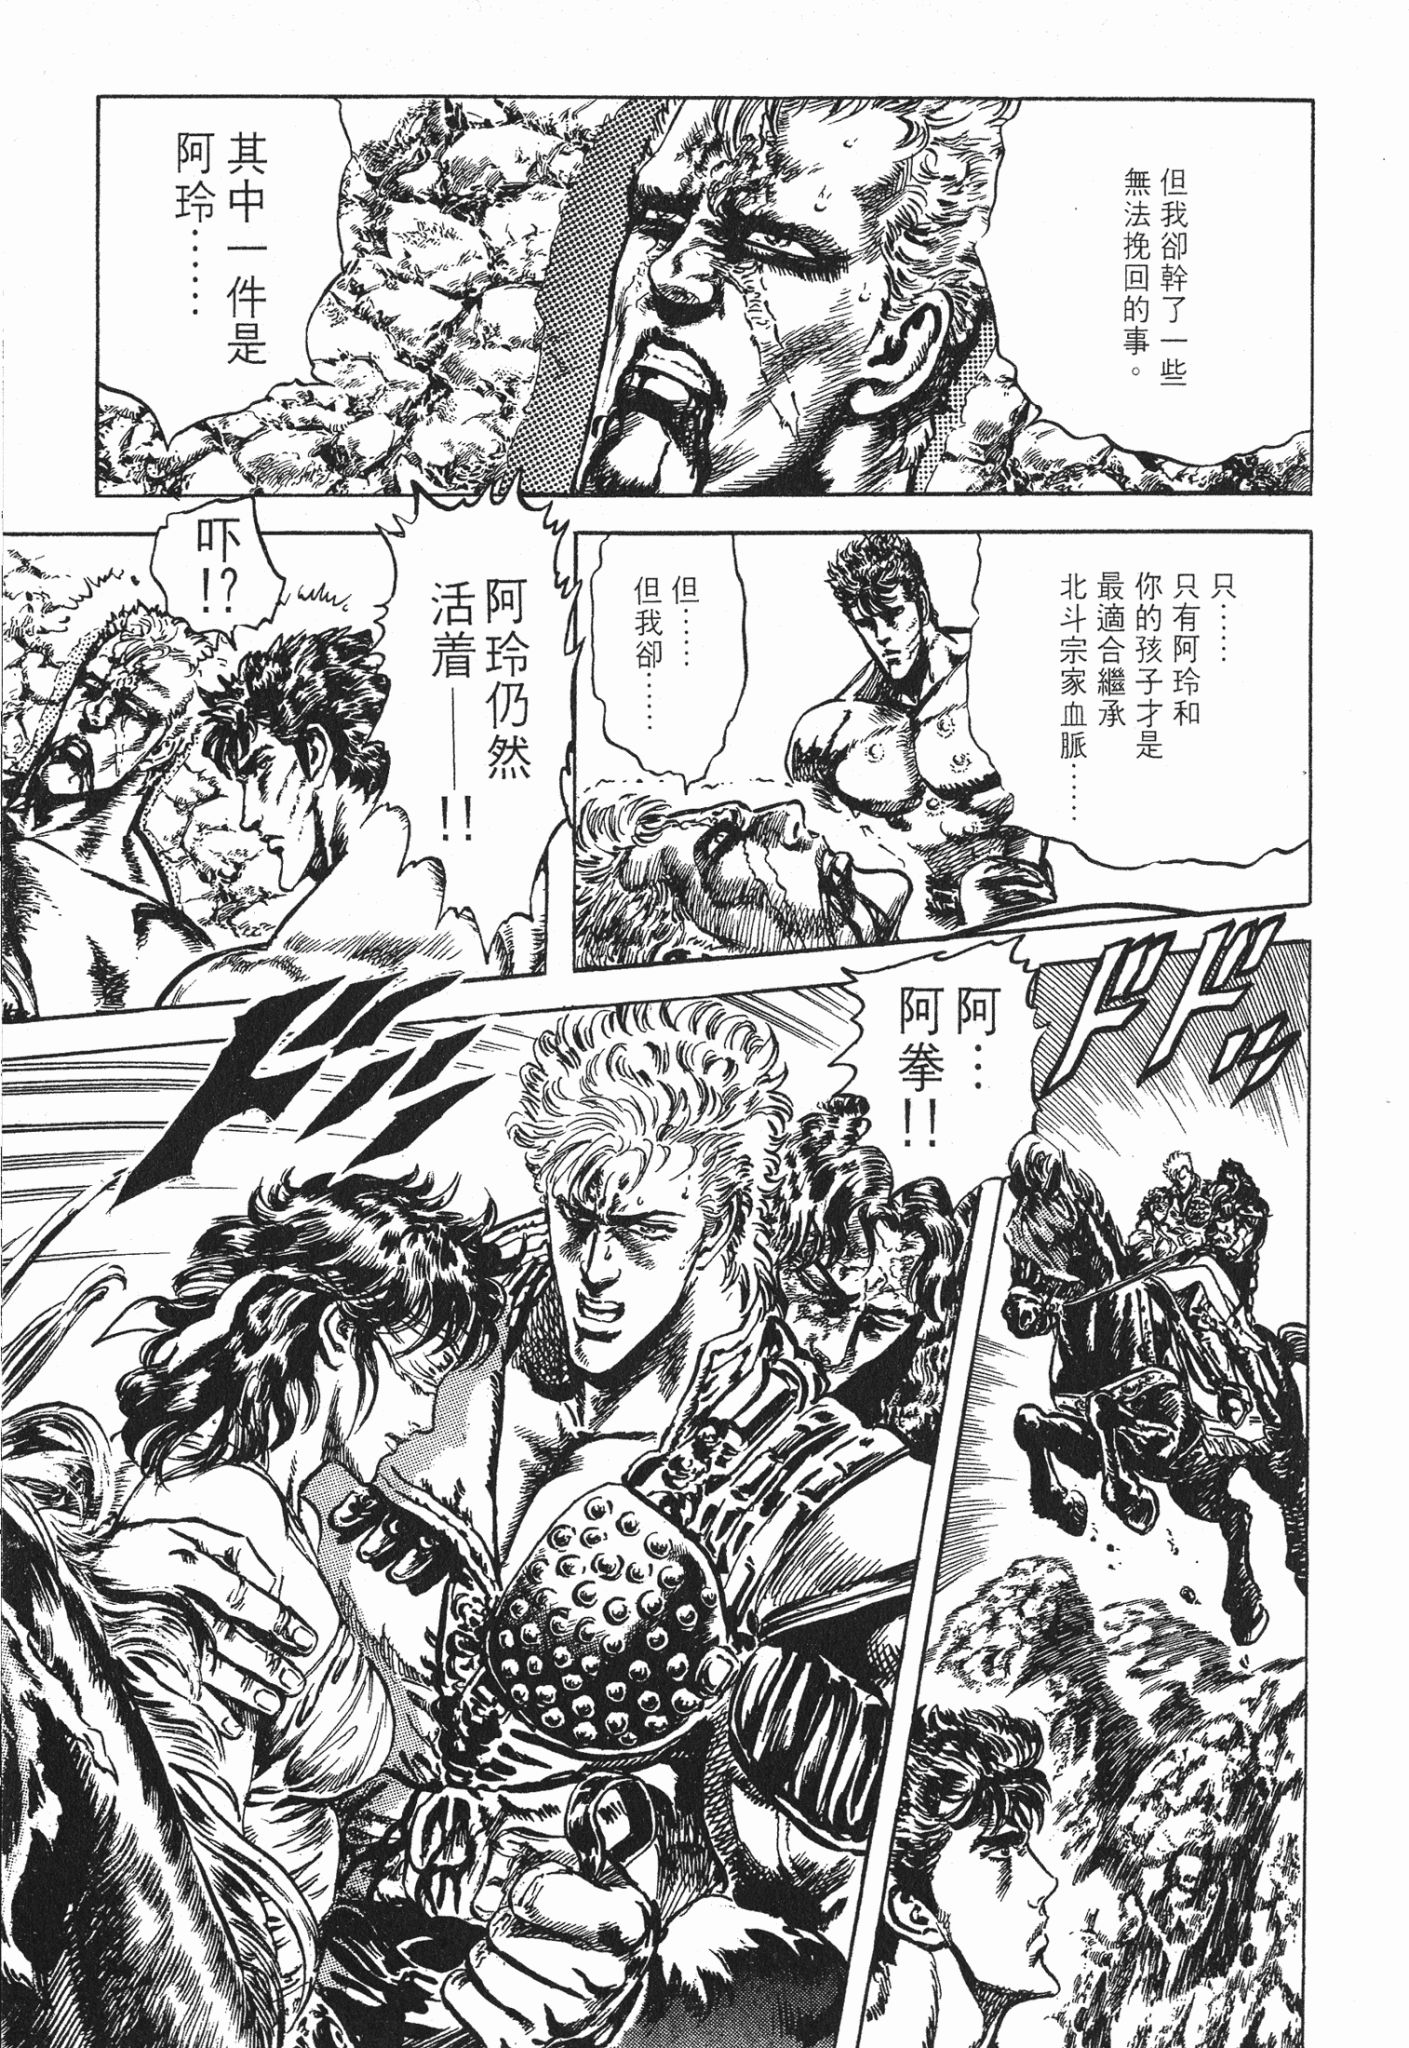 但我卻幹了一些
無法挽回的事。
其中一件是
阿玲……
只……
只有阿玲和
你的孩子才是
最適合繼承
北斗宗家血脈……
但……
但我卻……
阿玲仍然
活着——!!
吓!?
ドドッ
ドドッ
阿…
阿拳!!